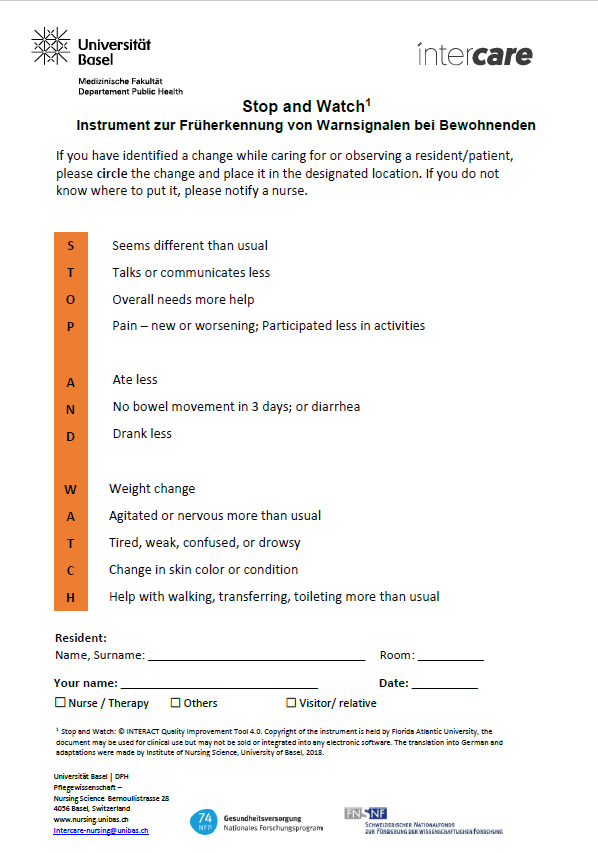 Universität
Basel
intercare
Medizinische Fakultät
Departement Public Health
Stop and Watch¹
Instrument zur Früherkennung von Warnsignalen bei Bewohnenden
If you have identified a change while caring for or observing a resident/patient,
please circle the change and place it in the designated location. If you do not
know where to put it, please notify a nurse.
S Seems different than usual
T Talks or communicates less
O Overall needs more help
P Pain – new or worsening; Participated less in activities
A Ate less
N No bowel movement in 3 days; or diarrhea
D Drank less
W Weight change
A Agitated or nervous more than usual
T Tired, weak, confused, or drowsy
C Change in skin color or condition
H Help with walking, transferring, toileting more than usual
Resident:
Name, Surname: ________________ Room: __________
Your name: ________________ Date: __________
☐ Nurse / Therapy ☐ Others ☐ Visitor/ relative
¹ Stop and Watch: © INTERACT Quality Improvement Tool 4.0. Copyright of the instrument is held by Florida Atlantic University, the
document may be used for clinical use but may not be sold or integrated into any electronic software. The translation into German and
adaptations were made by Institute of Nursing Science, University of Basel, 2018.
Universität Basel | DPH
Pflegewissenschaft –
Nursing Science Bernoullistrasse 28
4056 Basel, Switzerland
www.nursing.unibas.ch
Intercare-nursing@unibas.ch
74
NFP
Gesundheitsversorgung
Nationales Forschungsprogramm
FNSNF
SCHWEIZERISCHER NATIONALFONDS
ZUR FÖRDERUNG DER WISSENSCHAFTLICHEN FORSCHUNG